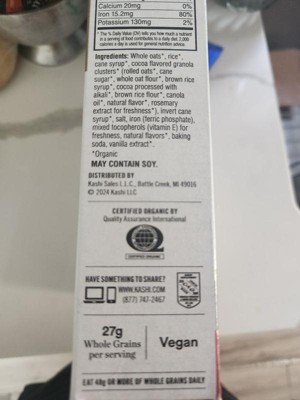 Calcium 20mg 0%
Iron 15.2mg 80%
Potassium 130mg 2%
* The % Daily Value (DV) tells you how much a nutrient
in a serving of food contributes to a daily diet. 2,000
calories a day is used for general nutrition advice.
Ingredients: Whole oats*, rice*,
cane syrup*, cocoa flavored granola
clusters* (rolled oats*, cane
sugar*, whole oat flour*, brown rice
syrup*, cocoa processed with
alkali*, brown rice flour*, canola
oil*, natural flavor*, rosemary
extract for freshness*), invert cane
syrup*, salt, iron (ferric phosphate),
mixed tocopherols (vitamin E) for
freshness, natural flavors*, baking
soda, vanilla extract*.
*Organic
MAY CONTAIN SOY.
DISTRIBUTED BY
Kashi Sales L.L.C., Battle Creek, MI 49016
© 2024 Kashi LLC
CERTIFIED ORGANIC BY
Quality Assurance International
CERTIFIED ORGANIC
HAVE SOMETHING TO SHARE?
WWW.KASHI.COM
(877) 747-2467
27g
Whole Grains
per serving
Vegan
EAT 48g OR MORE OF WHOLE GRAINS DAILY